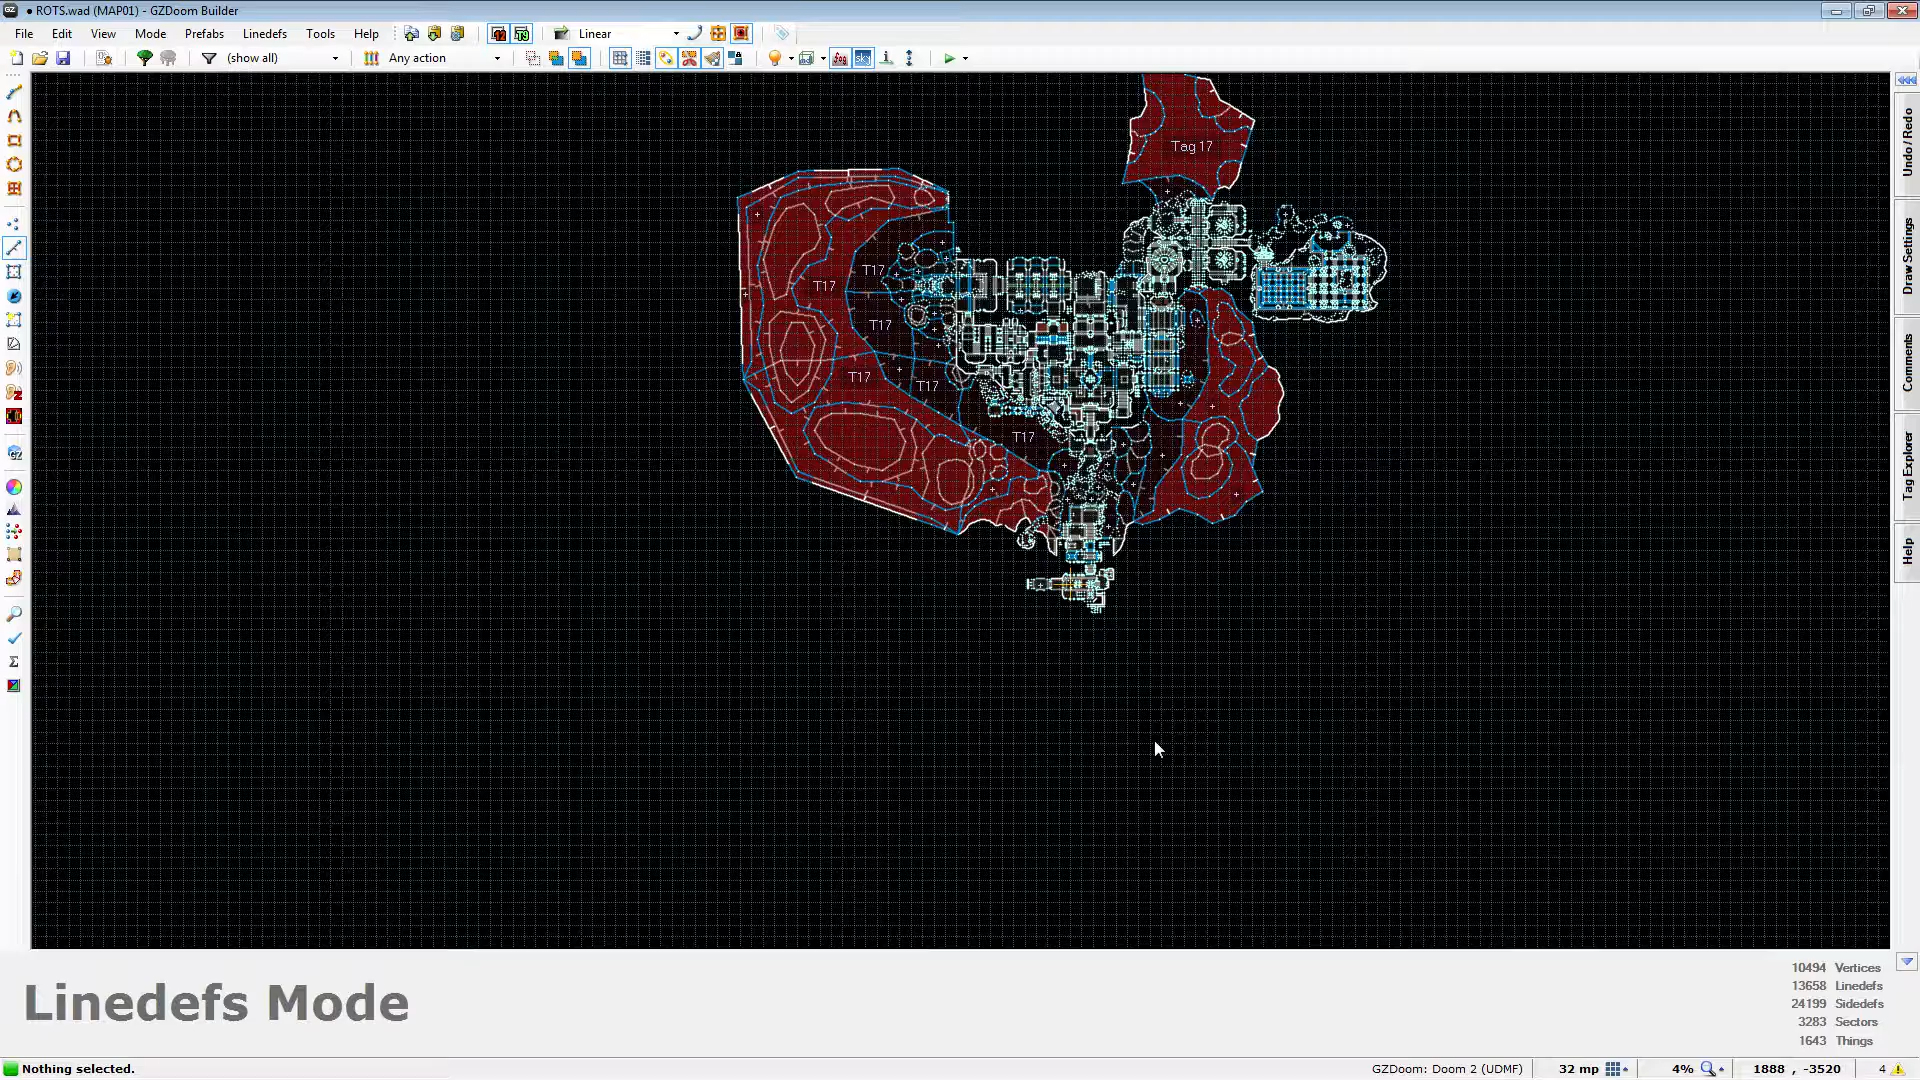 • ROTS.wad (MAP01) - GZDoom Builder
File Edit View Mode Prefabs Linedefs Tools Help Linear
(show all) Any action
Tag 17
T17
T17
T17
T17
T17
T17
Undo / Redo
Draw Settings
Comments
Tag Explorer
Help
Linedefs Mode
10494 Vertices
13658 Linedefs
24199 Sidedefs
3283 Sectors
1643 Things
Nothing selected.
GZDoom: Doom 2 (UDMF) 32 mp 4% 1888 , -3520 4